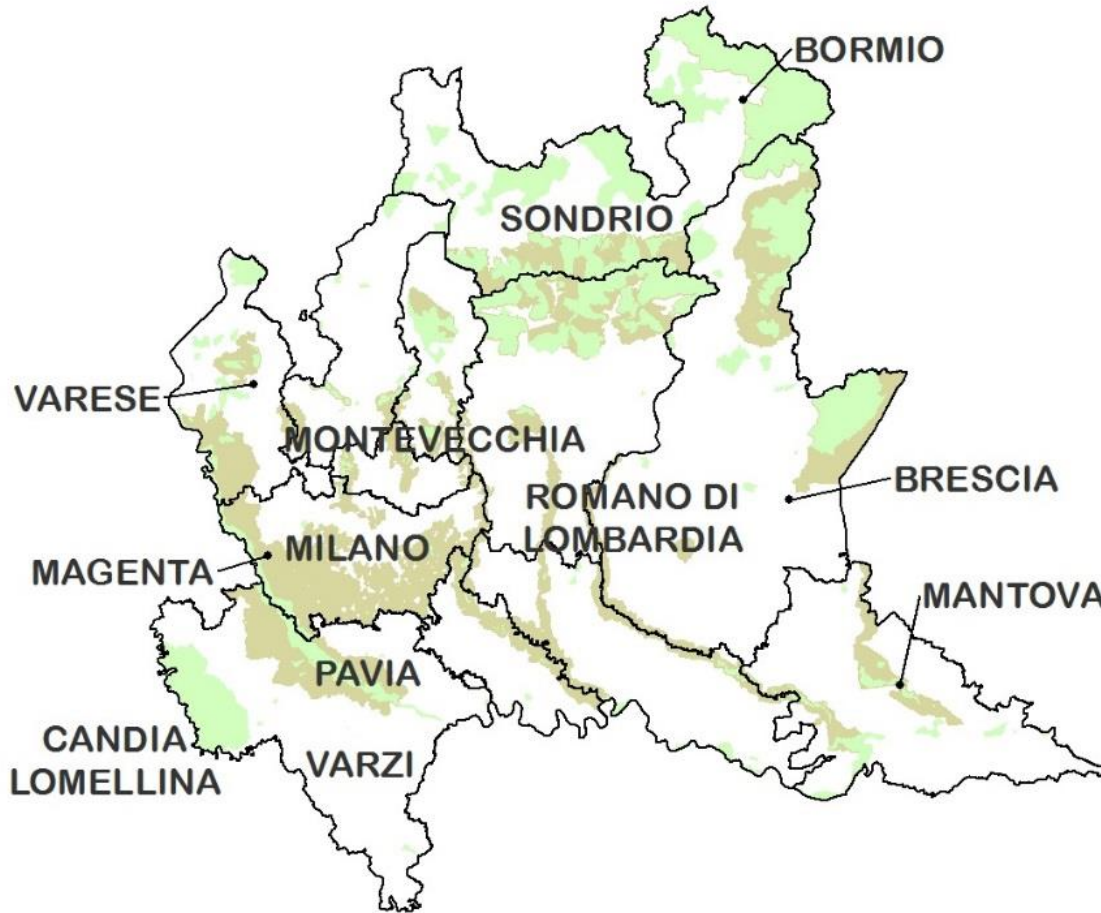 BORMIO
SONDRIO
VARESE
MONTEVECCHIA
BRESCIA
ROMANO DI
LOMBARDIA
MILANO
MAGENTA
MANTOVA
PAVIA
CANDIA
LOMELLINA
VARZI